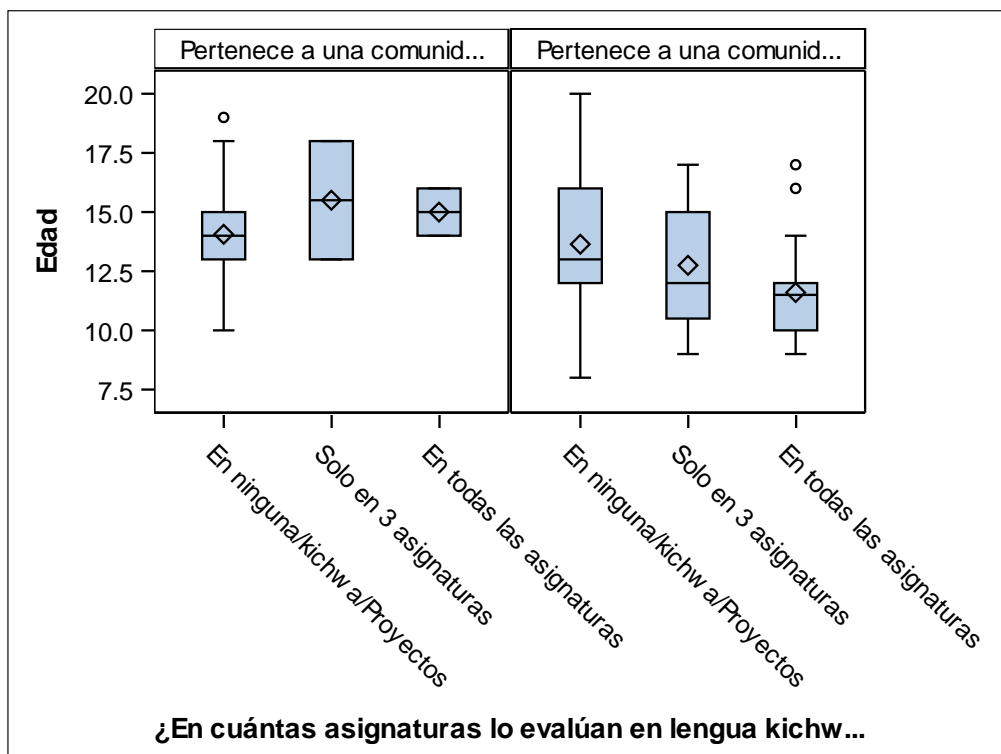 Pertenece a una comunid...
Pertenece a una comunid...
Edad
20.0
17.5
15.0
12.5
10.0
7.5
En ninguna/kichw a/Proyectos
Solo en 3 asignaturas
En todas las asignaturas
En ninguna/kichw a/Proyectos
Solo en 3 asignaturas
En todas las asignaturas
¿En cuántas asignaturas lo evalúan en lengua kichw...